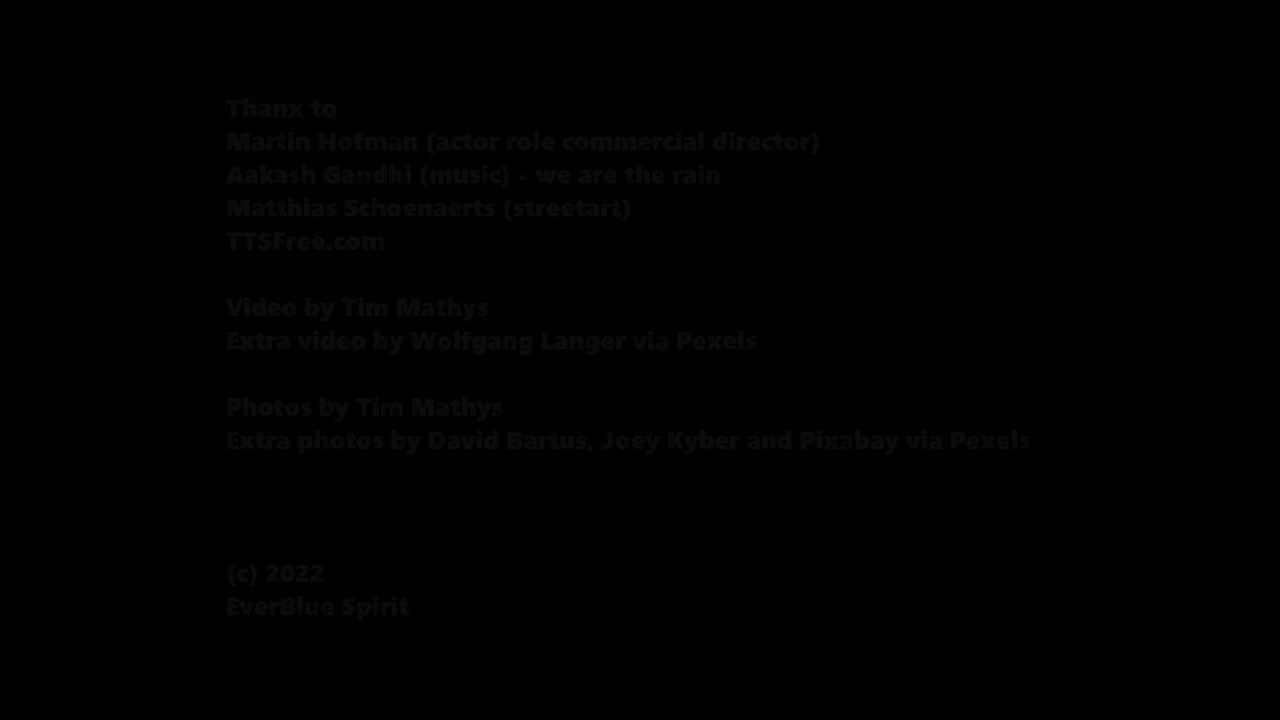 Thanx to
Martin Hofman (actor role commercial director)
Aakash Gandhi (music) - we are the rain
Matthias Schoenaerts (streetart)
TTSFree.com
Video by Tim Mathys
Extra video by Wolfgang Langer via Pexels
Photos by Tim Mathys
Extra photos by David Bartus, Joey Kyber and Pixabay via Pexels
(c) 2022
EverBlue Spirit